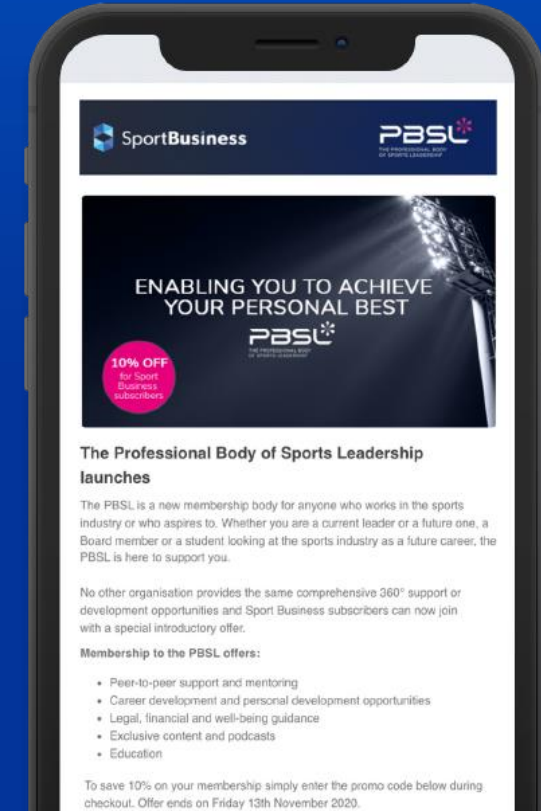 SportBusiness
PBSL
THE PROFESSIONAL BODY
OF SPORTS LEADERSHIP
ENABLING YOU TO ACHIEVE
YOUR PERSONAL BEST
PBSL
THE PROFESSIONAL BODY
OF SPORTS LEADERSHIP
10% OFF
for Sport
Business
subscribers
The Professional Body of Sports Leadership
launches
The PBSL is a new membership body for anyone who works in the sports
industry or who aspires to. Whether you are a current leader or a future one, a
Board member or a student looking at the sports industry as a future career, the
PBSL is here to support you.
No other organisation provides the same comprehensive 360° support or
development opportunities and Sport Business subscribers can now join
with a special introductory offer.
Membership to the PBSL offers:
• Peer-to-peer support and mentoring
• Career development and personal development opportunities
• Legal, financial and well-being guidance
• Exclusive content and podcasts
• Education
To save 10% on your membership simply enter the promo code below during
checkout. Offer ends on Friday 13th November 2020.